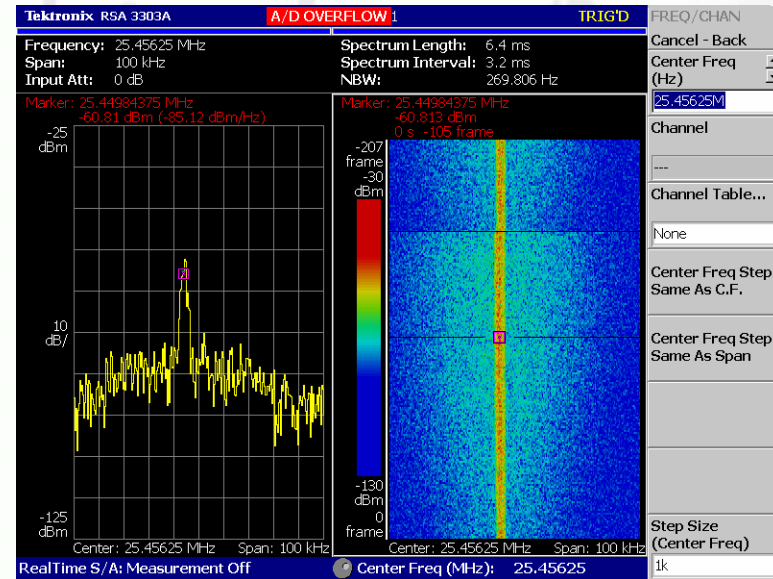 Tektronix RSA 3303A
A/D OVERFLOW 1
TRIG'D
FREQ/CHAN
Frequency: 25.45625 MHz
Span: 100 kHz
Input Att: 0 dB
Spectrum Length: 6.4 ms
Spectrum Interval: 3.2 ms
NBW: 269.806 Hz
Cancel - Back
Center Freq
(Hz)
25.45625M
Channel
---
Channel Table...
None
Center Freq Step
Same As C.F.
Center Freq Step
Same As Span
Step Size
(Center Freq)
1k
Marker: 25.44984375 MHz
-60.81 dBm (-85.12 dBm/Hz)
-25
dBm
10
dB/
-125
dBm
Center: 25.45625 MHz Span: 100 kHz
Marker: 25.44984375 MHz
-60.813 dBm
0 s -105 frame
-207
frame
-30
dBm
-130
dBm
0
frame
Center: 25.45625 MHz Span: 100 kHz
RealTime S/A: Measurement Off
Center Freq (MHz): 25.45625